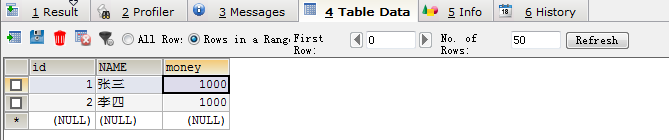 1 Result 2 Profiler 3 Messages 4 Table Data 5 Info 6 History
All Row: Rows in a Rang First Row: 0 No. of Rows: 50 Refresh
id NAME money
1 张三 1000
2 李四 1000
* (NULL) (NULL) (NULL)